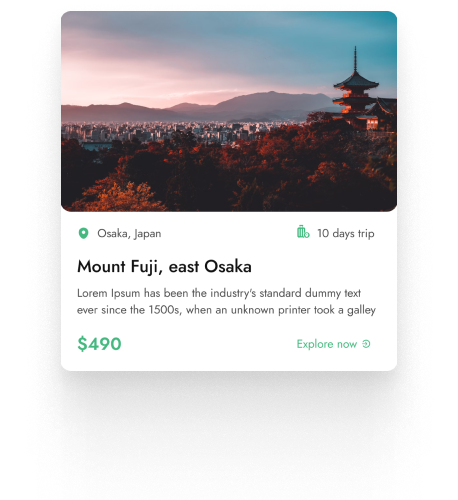 Osaka, Japan
10 days trip
Mount Fuji, east Osaka
Lorem Ipsum has been the industry's standard dummy text
ever since the 1500s, when an unknown printer took a galley
$490
Explore now